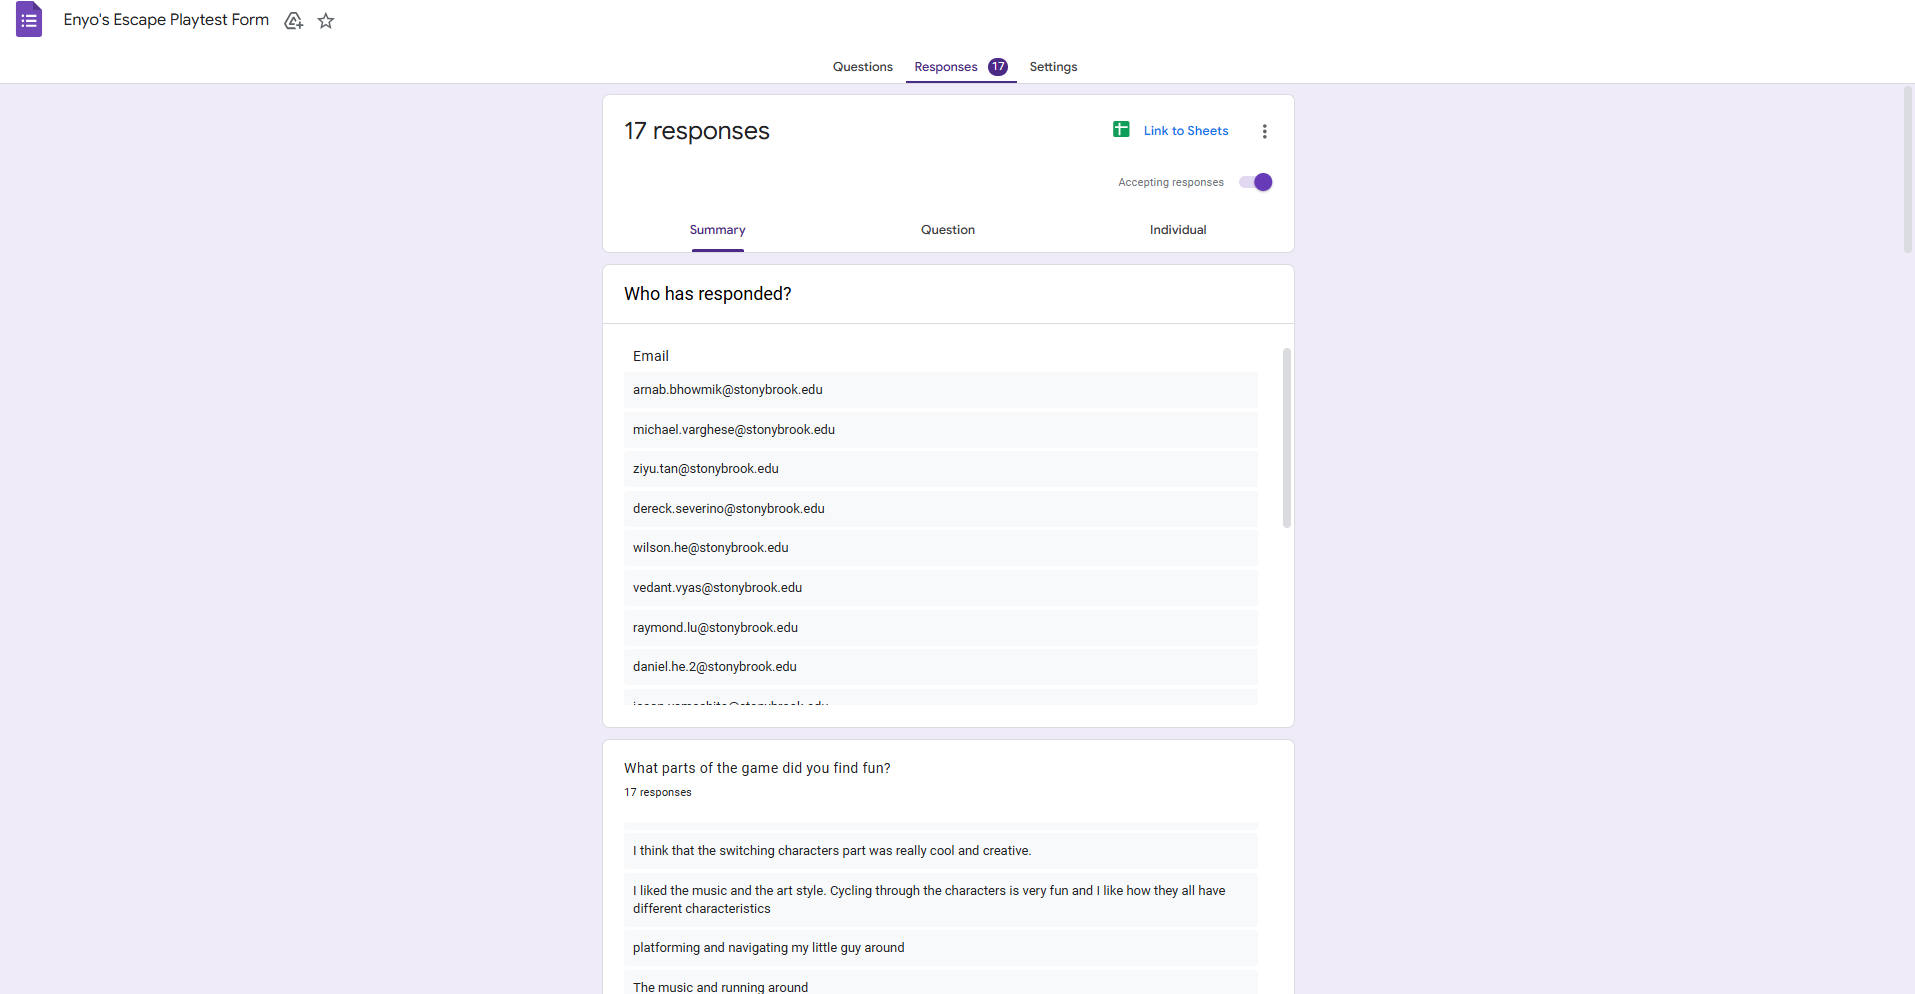 Enyo's Escape Playtest Form
Questions
Responses 17
Settings
17 responses
Link to Sheets
Accepting responses
Summary
Question
Individual
Who has responded?
Email
arnab.bhowmik@stonybrook.edu
michael.varghese@stonybrook.edu
ziyu.tan@stonybrook.edu
dereck.severino@stonybrook.edu
wilson.he@stonybrook.edu
vedant.vyas@stonybrook.edu
raymond.lu@stonybrook.edu
daniel.he.2@stonybrook.edu
What parts of the game did you find fun?
17 responses
I think that the switching characters part was really cool and creative.
I liked the music and the art style. Cycling through the characters is very fun and I like how they all have
different characteristics
platforming and navigating my little guy around
The music and running around